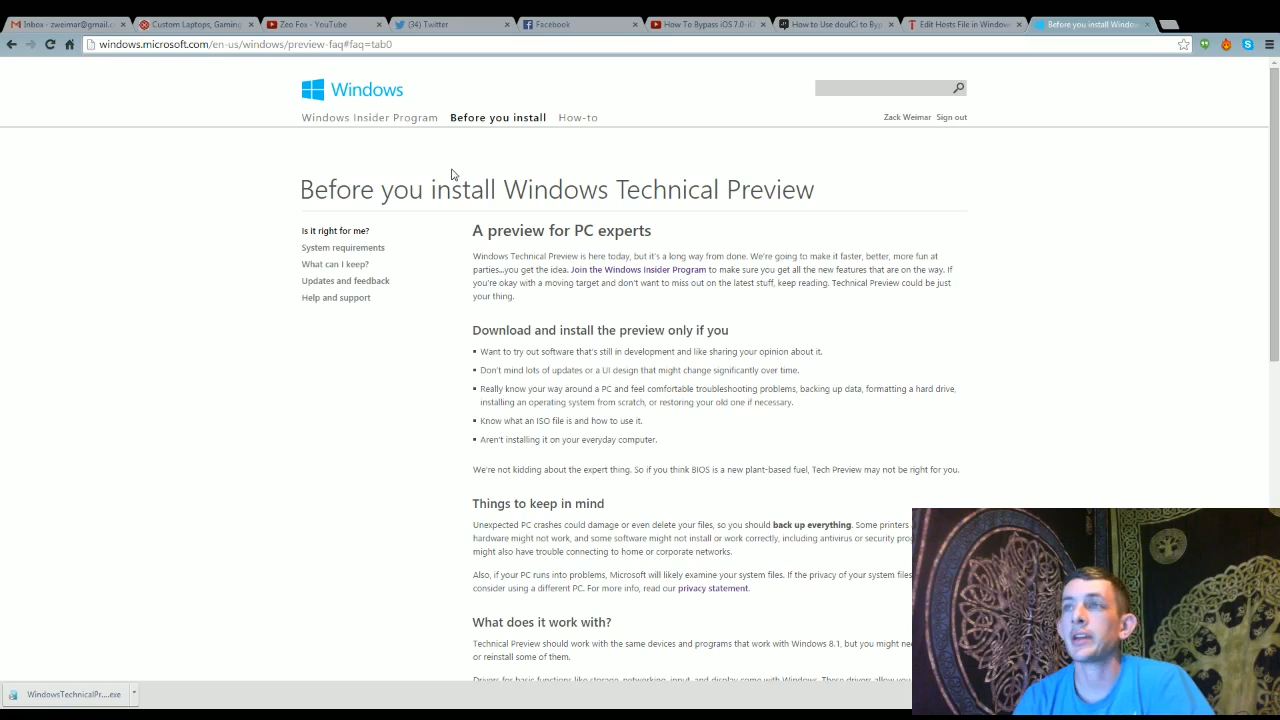 Inbox - zweimar@gmail.c
Custom Laptops, Gaming
Zeo Fox - YouTube
(34) Twitter
Facebook
How To Bypass iOS 7.0-
How to Use doulCi to Byp
Edit Hosts File in Window
Before you install Window
windows.microsoft.com/en-us/windows/preview-faq#faq=tab0
Windows
Windows Insider Program Before you install How-to
Zack Weimar Sign out
Before you install Windows Technical Preview
Is it right for me?
System requirements
What can I keep?
Updates and feedback
Help and support
A preview for PC experts
Windows Technical Preview is here today, but it's a long way from done. We're going to make it faster, better, more fun at
parties...you get the idea. Join the Windows Insider Program to make sure you get all the new features that are on the way. If
you're okay with a moving target and don't want to miss out on the latest stuff, keep reading. Technical Preview could be just
your thing.
Download and install the preview only if you
▪ Want to try out software that's still in development and like sharing your opinion about it.
▪ Don't mind lots of updates or a UI design that might change significantly over time.
▪ Really know your way around a PC and feel comfortable troubleshooting problems, backing up data, formatting a hard drive,
installing an operating system from scratch, or restoring your old one if necessary.
▪ Know what an ISO file is and how to use it.
▪ Aren't installing it on your everyday computer.
We're not kidding about the expert thing. So if you think BIOS is a new plant-based fuel, Tech Preview may not be right for you.
Things to keep in mind
Unexpected PC crashes could damage or even delete your files, so you should back up everything. Some printers
hardware might not work, and some software might not install or work correctly, including antivirus or security pro
might also have trouble connecting to home or corporate networks.
Also, if your PC runs into problems, Microsoft will likely examine your system files. If the privacy of your system files
consider using a different PC. For more info, read our privacy statement.
What does it work with?
Technical Preview should work with the same devices and programs that work with Windows 8.1, but you might ne
or reinstall some of them.
Drivers for basic functions like storage, networking, input, and display come with Windows. These drivers allow you
WindowsTechnicalPr....exe